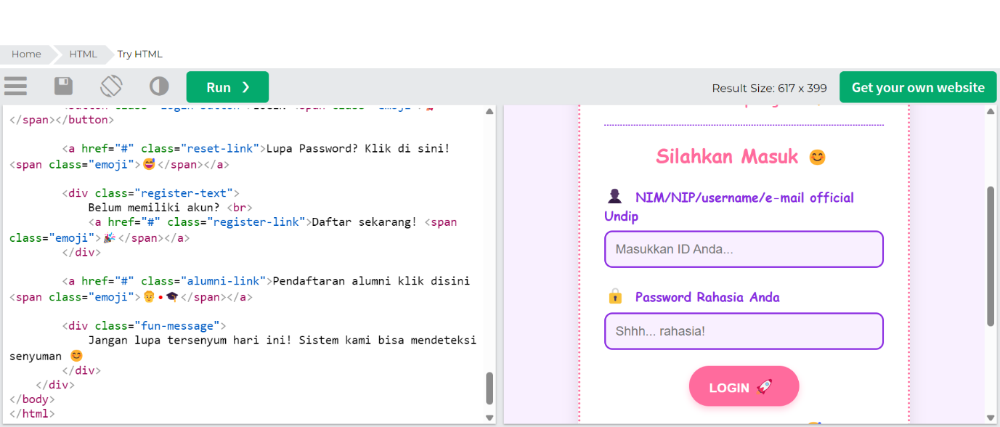 Home HTML Try HTML
Run ❯
Result Size: 617 x 399
Get your own website
</span></button>
<a href="#" class="reset-link">Lupa Password? Klik di sini!
<span class="emoji">😅</span></a>
<div class="register-text">
Belum memiliki akun? <br>
<a href="#" class="register-link">Daftar sekarang! <span
class="emoji">🎉</span></a>
</div>
<a href="#" class="alumni-link">Pendaftaran alumni klik disini
<span class="emoji">👨•🎓</span></a>
<div class="fun-message">
Jangan lupa tersenyum hari ini! Sistem kami bisa mendeteksi
senyuman 😊
</div>
</div>
</body>
</html>
Silahkan Masuk 😊
👤 NIM/NIP/username/e-mail official
Undip
Masukkan ID Anda...
🔒 Password Rahasia Anda
Shhh... rahasia!
LOGIN 🚀